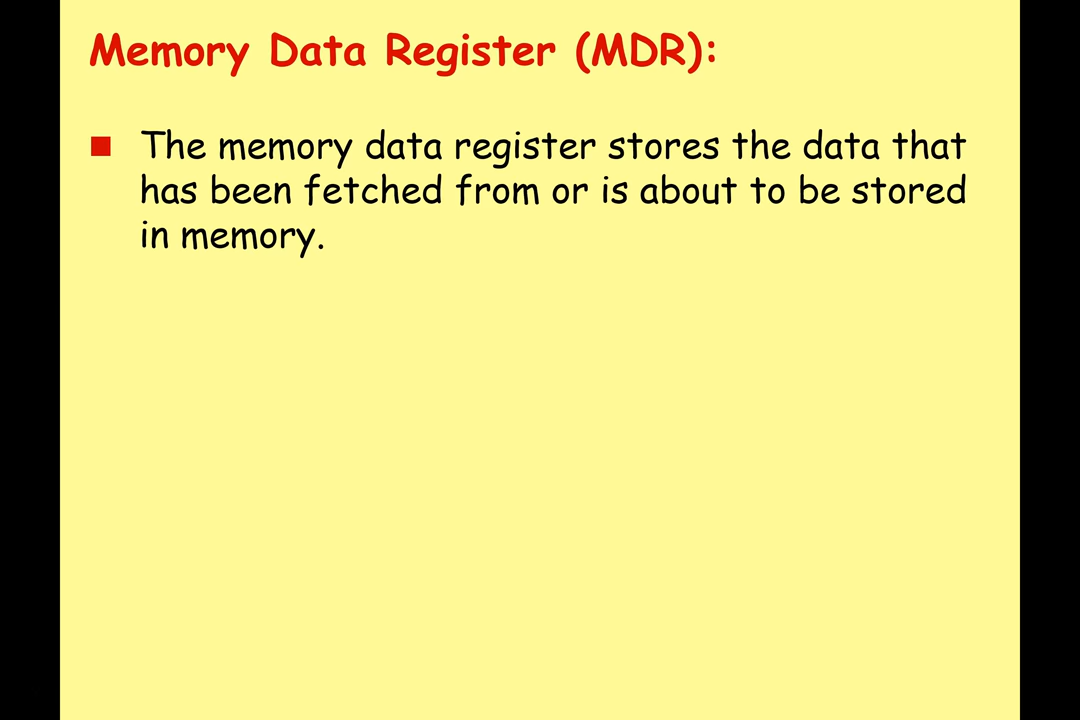 Memory Data Register (MDR):
The memory data register stores the data that
has been fetched from or is about to be stored
in memory.